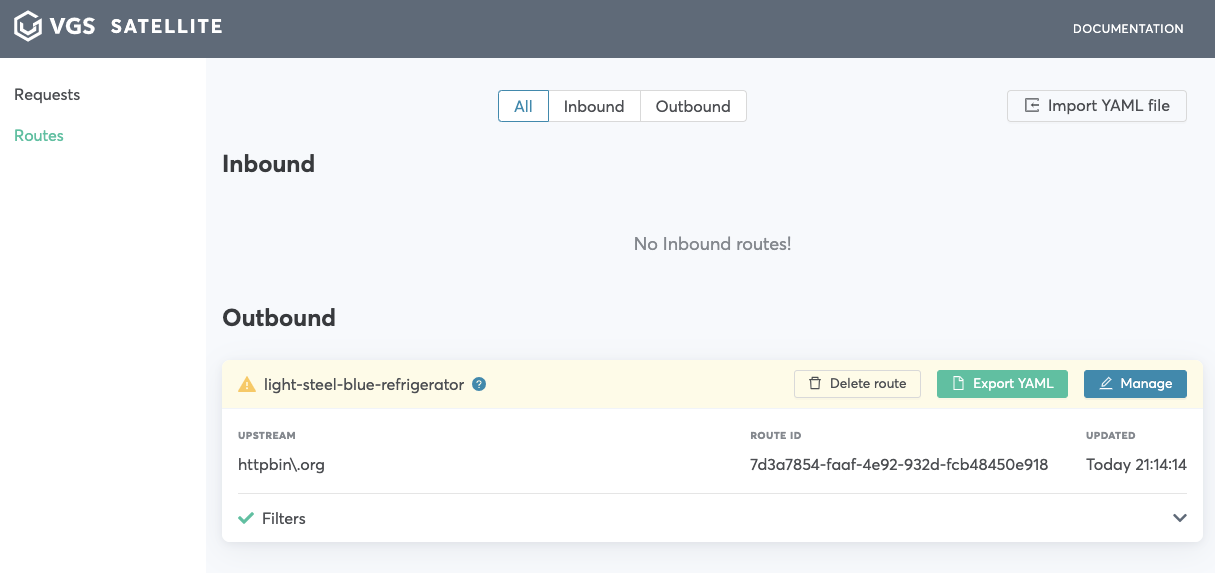 VGS SATELLITE
DOCUMENTATION
Requests
Routes
All Inbound Outbound
Import YAML file
Inbound
No Inbound routes!
Outbound
light-steel-blue-refrigerator ?
Delete route
Export YAML
Manage
UPSTREAM ROUTE ID UPDATED
httpbin\.org 7d3a7854-faaf-4e92-932d-fcb48450e918 Today 21:14:14
Filters